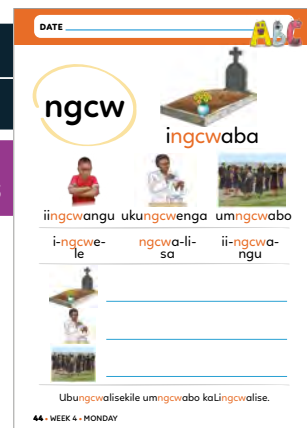 DATE
ABC
ngcw
ingcwaba
iingcwangu ukungcwenga umngcwabo
i-ngcwe-le ngcwa-li-sa ii-ngcwa-ngu
Ubungcwalisekile umngcwabo kaLingcwalise.
44 • WEEK 4 • MONDAY